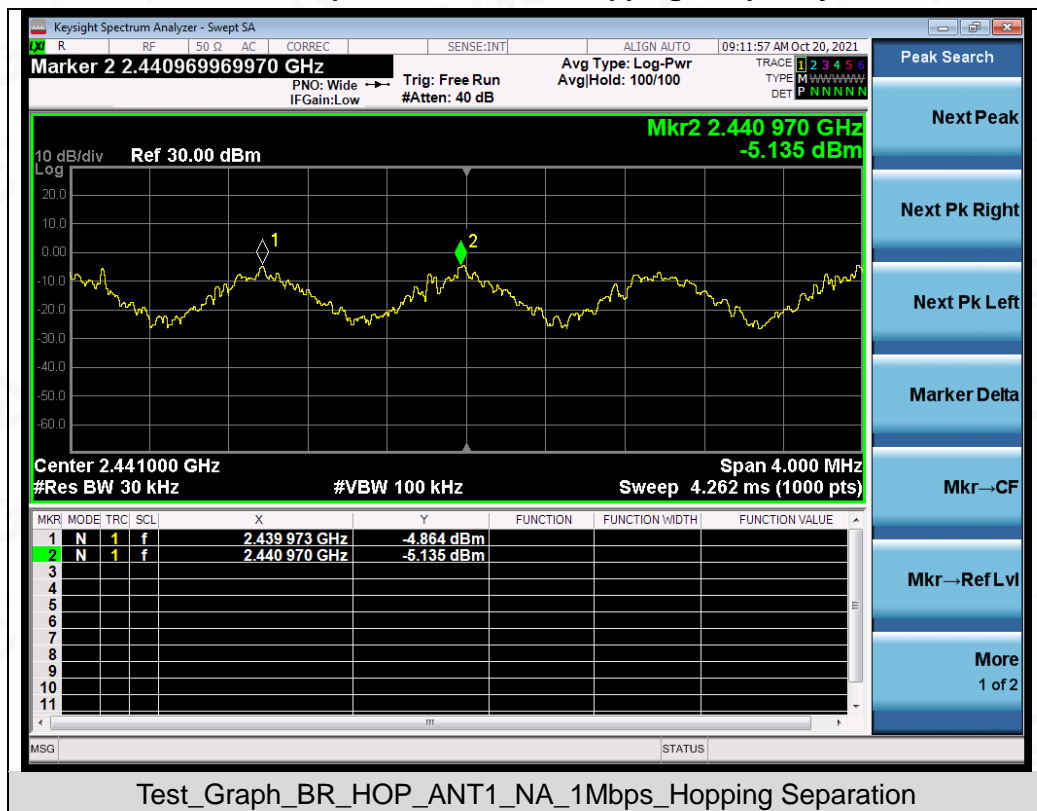 Keysight Spectrum Analyzer - Swept SA
LXI R RF 50 Ω AC CORREC SENSE:INT ALIGN AUTO 09:11:57 AM Oct 20, 2021
Marker 2 2.440969969970 GHz
PNO: Wide
IFGain:Low
Trig: Free Run
#Atten: 40 dB
Avg Type: Log-Pwr
Avg|Hold: 100/100
TRACE 1 2 3 4 5 6
TYPE M WWWWW
DET P N N N N N
Mkr2 2.440 970 GHz
-5.135 dBm
10 dB/div Ref 30.00 dBm
Log
20.0
10.0
0.00
-10.0
-20.0
-30.0
-40.0
-50.0
-60.0
1
2
Center 2.441000 GHz Span 4.000 MHz
#Res BW 30 kHz #VBW 100 kHz Sweep 4.262 ms (1000 pts)
MKR MODE TRC SCL X Y FUNCTION FUNCTION WIDTH FUNCTION VALUE
1 N 1 f 2.439 973 GHz -4.864 dBm
2 N 1 f 2.440 970 GHz -5.135 dBm
3
4
5
6
7
8
9
10
11
MSG STATUS
Peak Search
Next Peak
Next Pk Right
Next Pk Left
Marker Delta
Mkr→CF
Mkr→Ref Lvl
More
1 of 2
Test_Graph_BR_HOP_ANT1_NA_1Mbps_Hopping Separation